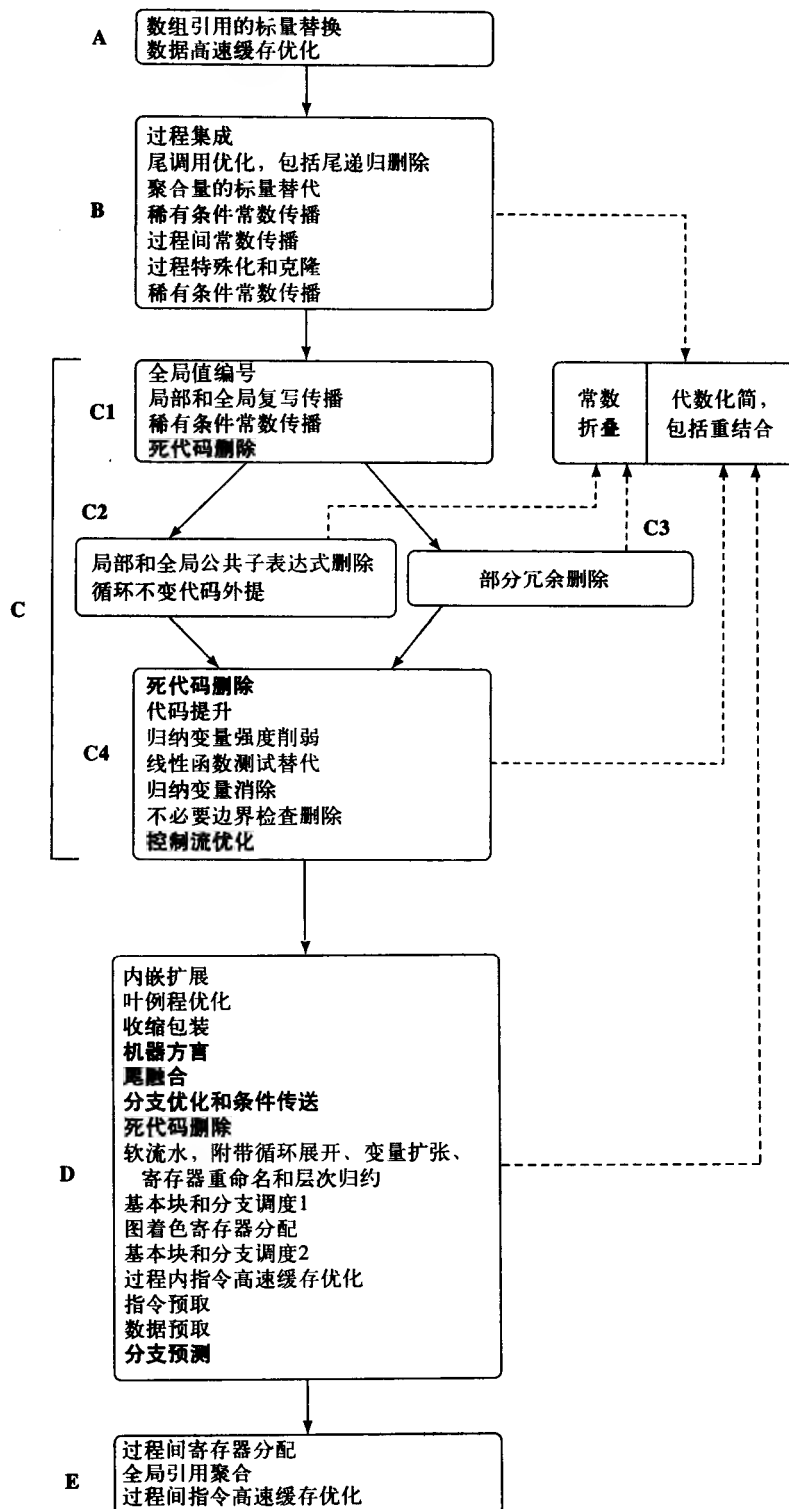 A
数组引用的标量替换
数据高速缓存优化
B
过程集成
尾调用优化，包括尾递归删除
聚合量的标量替代
稀有条件常数传播
过程间常数传播
过程特殊化和克隆
稀有条件常数传播
C
C1
全局值编号
局部和全局复写传播
稀有条件常数传播
死代码删除
常数
折叠
代数化简，
包括重结合
C2
局部和全局公共子表达式删除
循环不变代码外提
C3
部分冗余删除
C4
死代码删除
代码提升
归纳变量强度削弱
线性函数测试替代
归纳变量消除
不必要边界检查删除
控制流优化
D
内嵌扩展
叶例程优化
收缩包装
机器方言
尾融合
分支优化和条件传送
死代码删除
软流水，附带循环展开、变量扩张、
寄存器重命名和层次归约
基本块和分支调度1
图着色寄存器分配
基本块和分支调度2
过程内指令高速缓存优化
指令预取
数据预取
分支预测
E
过程间寄存器分配
全局引用聚合
过程间指令高速缓存优化